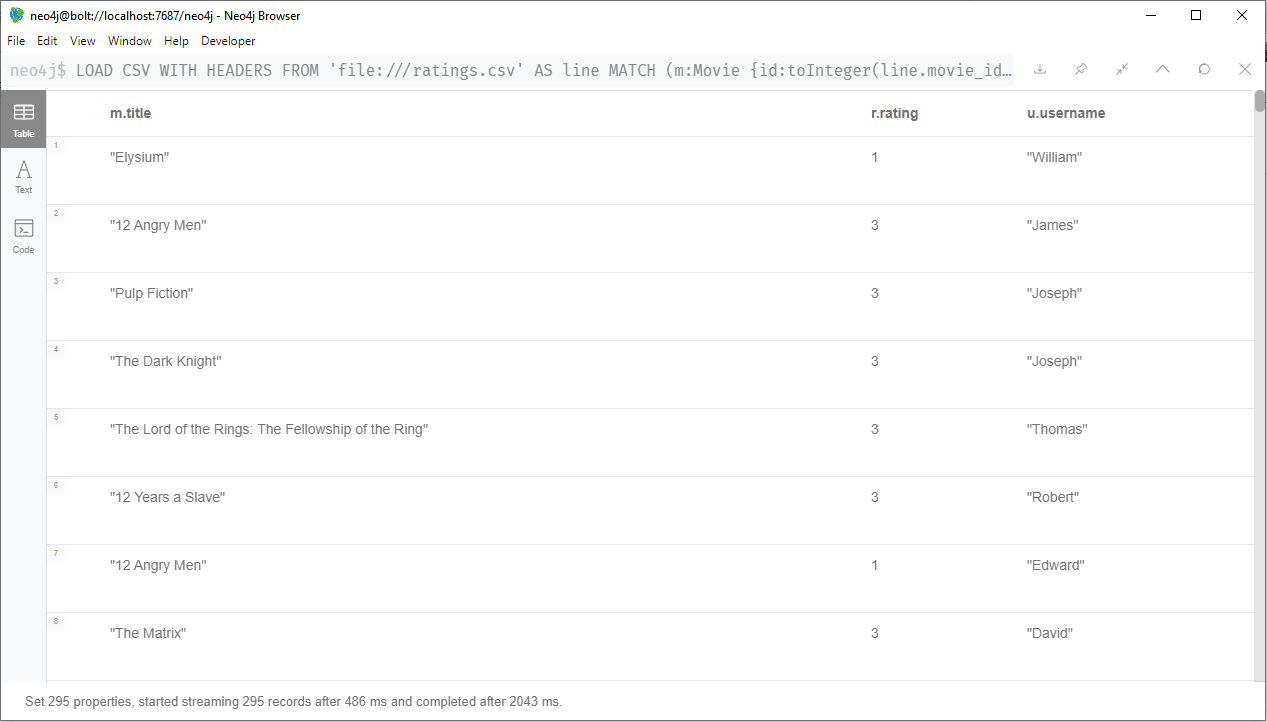 neo4j@bolt://localhost:7687/neo4j - Neo4j Browser
File Edit View Window Help Developer
neo4j$ LOAD CSV WITH HEADERS FROM 'file:///ratings.csv' AS line MATCH (m:Movie {id:toInteger(line.movie_id…
Table
Text
Code
m.title r.rating u.username
1 "Elysium" 1 "William"
2 "12 Angry Men" 3 "James"
3 "Pulp Fiction" 3 "Joseph"
4 "The Dark Knight" 3 "Joseph"
5 "The Lord of the Rings: The Fellowship of the Ring" 3 "Thomas"
6 "12 Years a Slave" 3 "Robert"
7 "12 Angry Men" 1 "Edward"
8 "The Matrix" 3 "David"
Set 295 properties, started streaming 295 records after 486 ms and completed after 2043 ms.